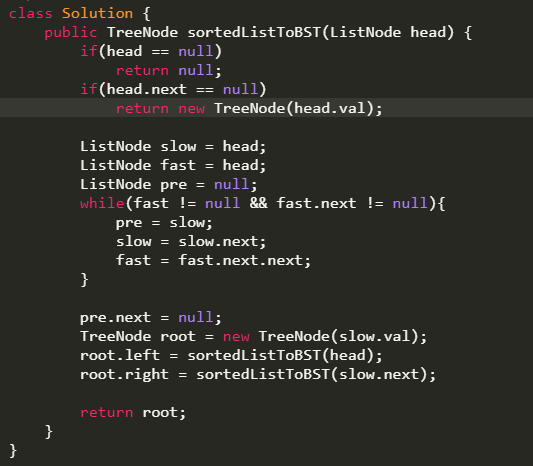 class Solution {
    public TreeNode sortedListToBST(ListNode head) {
        if(head == null)
            return null;
        if(head.next == null)
            return new TreeNode(head.val);
        ListNode slow = head;
        ListNode fast = head;
        ListNode pre = null;
        while(fast != null && fast.next != null){
            pre = slow;
            slow = slow.next;
            fast = fast.next.next;
        }
        pre.next = null;
        TreeNode root = new TreeNode(slow.val);
        root.left = sortedListToBST(head);
        root.right = sortedListToBST(slow.next);
        return root;
    }
}